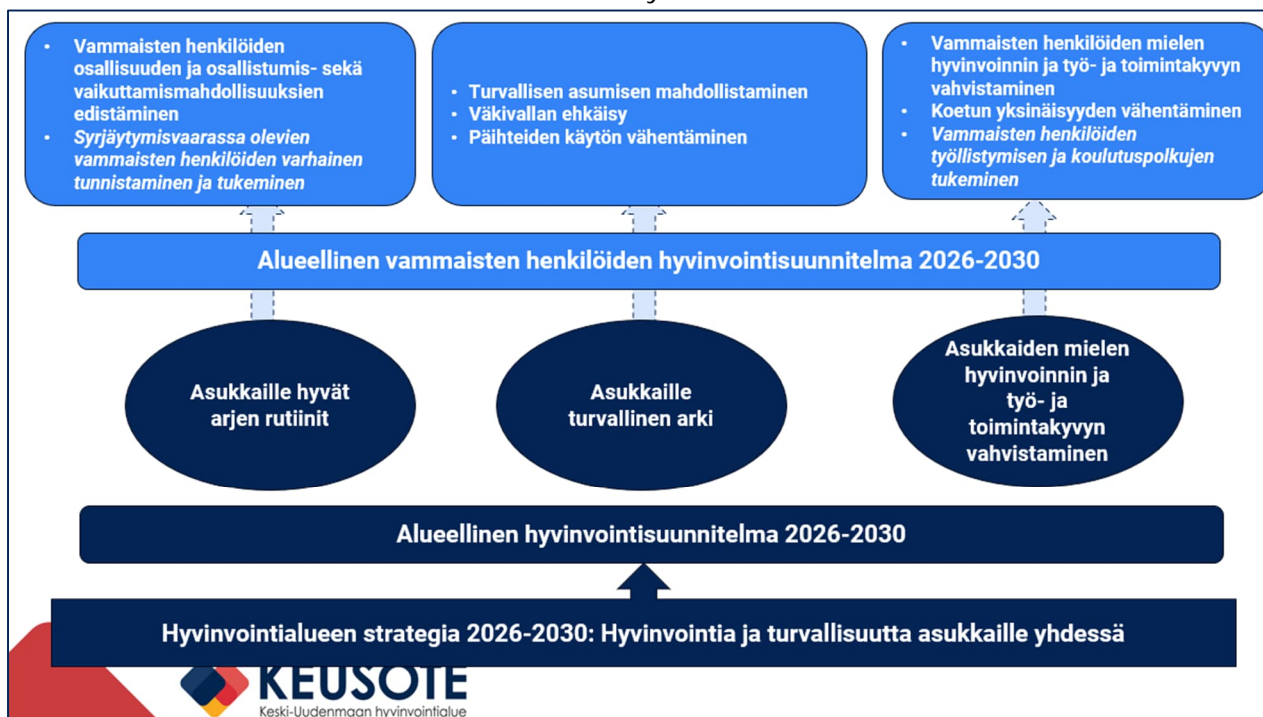 • Vammaisten henkilöiden
osallisuuden ja osallistumis- sekä
vaikuttamismahdollisuuksien
edistäminen
• Syrjäytymisvaarassa olevien
vammaisten henkilöiden varhainen
tunnistaminen ja tukeminen
• Turvallisen asumisen mahdollistaminen
• Väkivallan ehkäisy
• Päihteiden käytön vähentäminen
• Vammaisten henkilöiden mielen
hyvinvoinnin ja työ- ja toimintakyvyn
vahvistaminen
• Koetun yksinäisyyden vähentäminen
• Vammaisten henkilöiden
työllistymisen ja koulutuspolkujen
tukeminen
Alueellinen vammaisten henkilöiden hyvinvointisuunnitelma 2026-2030
Asukkaille hyvät
arjen rutiinit
Asukkaille
turvallinen arki
Asukkaiden mielen
hyvinvoinnin ja
työ- ja
toimintakyvyn
vahvistaminen
Alueellinen hyvinvointisuunnitelma 2026-2030
Hyvinvointialueen strategia 2026-2030: Hyvinvointia ja turvallisuutta asukkaille yhdessä
KEUSOTE
Keski-Uudenmaan hyvinvointialue